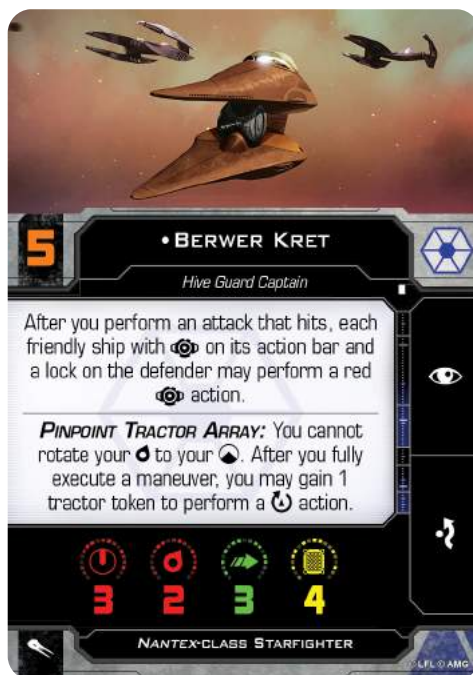 5
•Berwer Kret
Hive Guard Captain
After you perform an attack that hits, each
friendly ship with on its action bar and
a lock on the defender may perform a red
action.
Pinpoint Tractor Array: You cannot
rotate your to your . After you fully
execute a maneuver, you may gain 1
tractor token to perform a action.
3 2 3 4
Nantex-class Starfighter
LFL © AMG